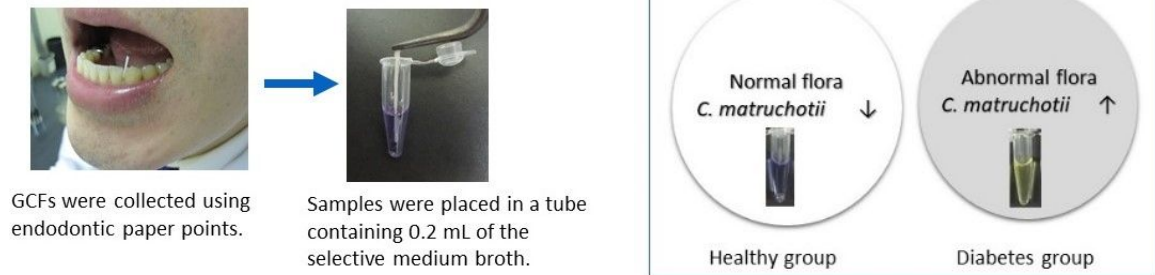 GCFs were collected using
endodontic paper points.
Samples were placed in a tube
containing 0.2 mL of the
selective medium broth.
Normal flora
C. matruchotii ↓
Healthy group
Abnormal flora
C. matruchotii ↑
Diabetes group